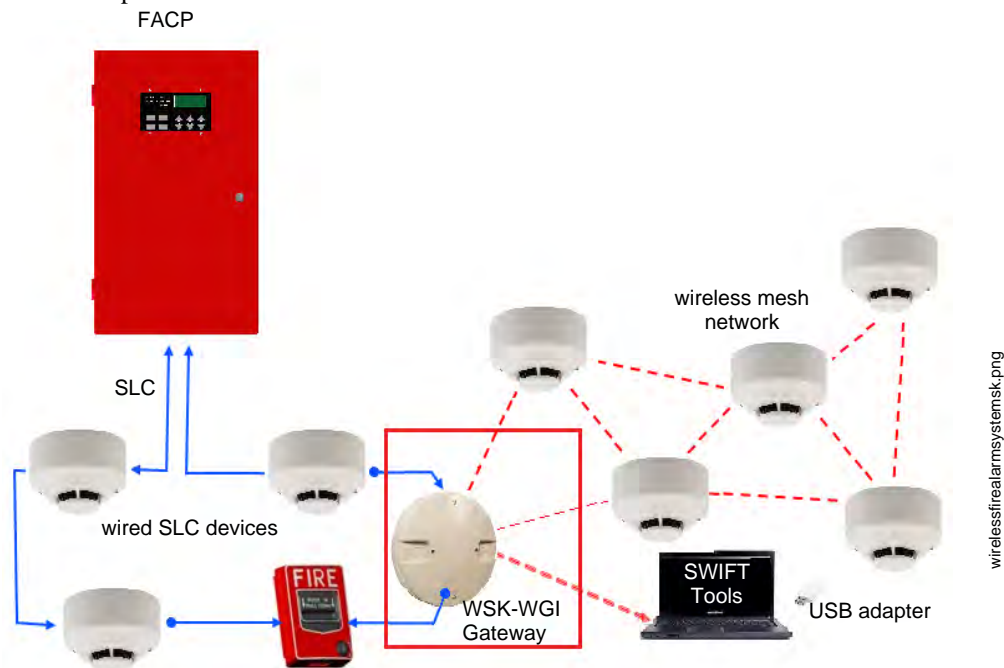 FACP
SLC
wireless mesh
network
wired SLC devices
FIRE
WSK-WGI
Gateway
SWIFT
Tools
USB adapter
wirelessfirealarmsystemsk.png